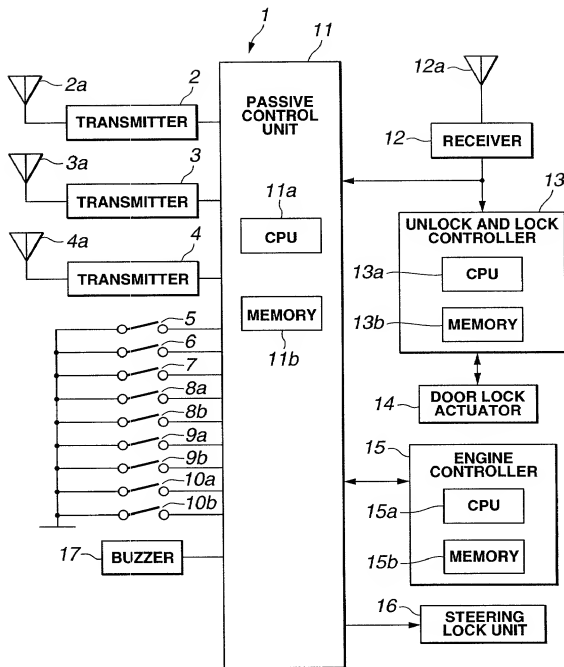 1
11
2a
2
TRANSMITTER
3a
3
TRANSMITTER
4a
4
TRANSMITTER
5
6
7
8a
8b
9a
9b
10a
10b
17
BUZZER
PASSIVE
CONTROL
UNIT
11a
CPU
MEMORY
11b
12a
12
RECEIVER
13
UNLOCK AND LOCK
CONTROLLER
13a
CPU
13b
MEMORY
14
DOOR LOCK
ACTUATOR
15
ENGINE
CONTROLLER
15a
CPU
15b
MEMORY
16
STEERING
LOCK UNIT